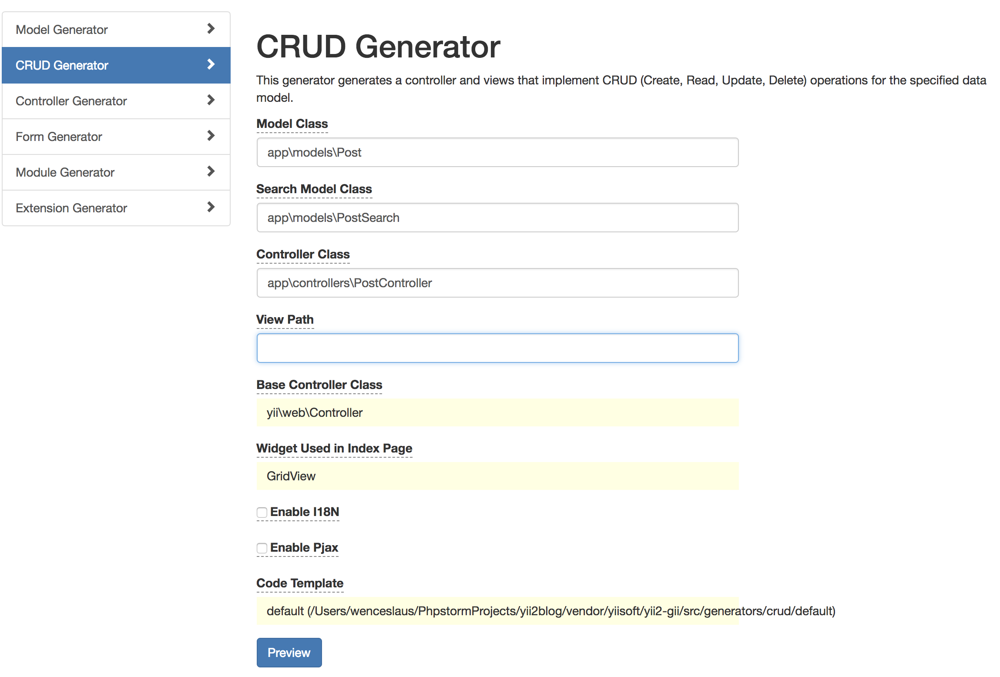 Model Generator
CRUD Generator
Controller Generator
Form Generator
Module Generator
Extension Generator
CRUD Generator
This generator generates a controller and views that implement CRUD (Create, Read, Update, Delete) operations for the specified data
model.
Model Class
app\models\Post
Search Model Class
app\models\PostSearch
Controller Class
app\controllers\PostController
View Path
Base Controller Class
yii\web\Controller
Widget Used in Index Page
GridView
Enable I18N
Enable Pjax
Code Template
default (/Users/wenceslaus/PhpstormProjects/yii2blog/vendor/yiisoft/yii2-gii/src/generators/crud/default)
Preview